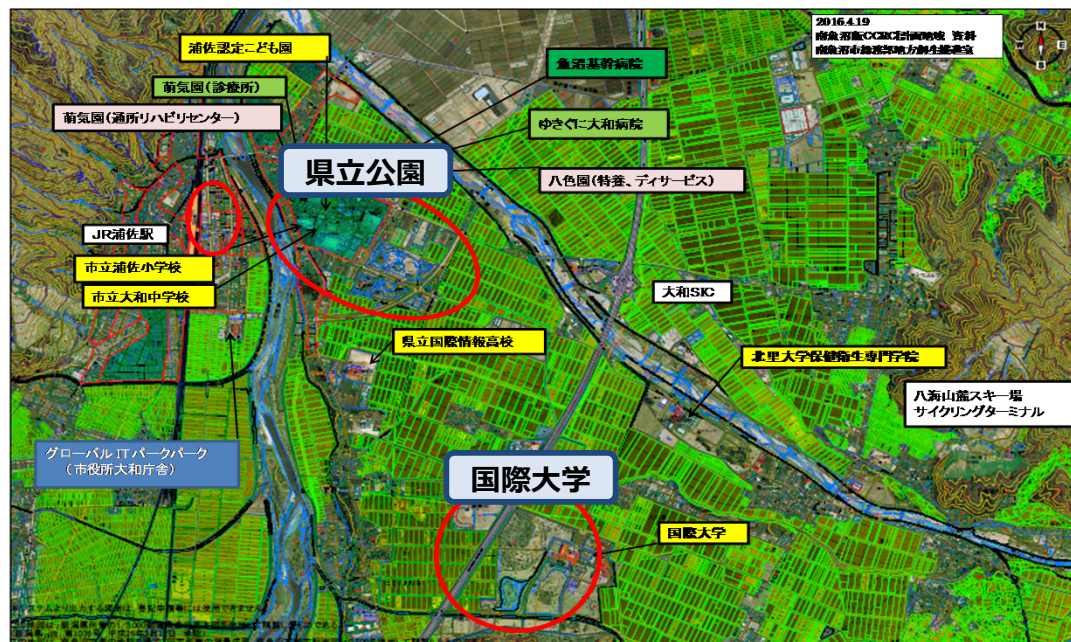 2016.4.19
南魚沼版CCRC計画地域 資料
南魚沼市総務部地方創生推進室
N
S
浦佐認定こども園
魚沼基幹病院
萌気園(診療所)
ゆきぐに大和病院
萌気園(通所リハビリセンター)
県立公園
八色園(特養、デイサービス)
JR浦佐駅
市立浦佐小学校
市立大和中学校
大和SIC
県立国際情報高校
北里大学保健衛生専門学院
八海山麓スキー場
サイクリングターミナル
グローバルITパークパーク
(市役所大和庁舎)
国際大学
国際大学